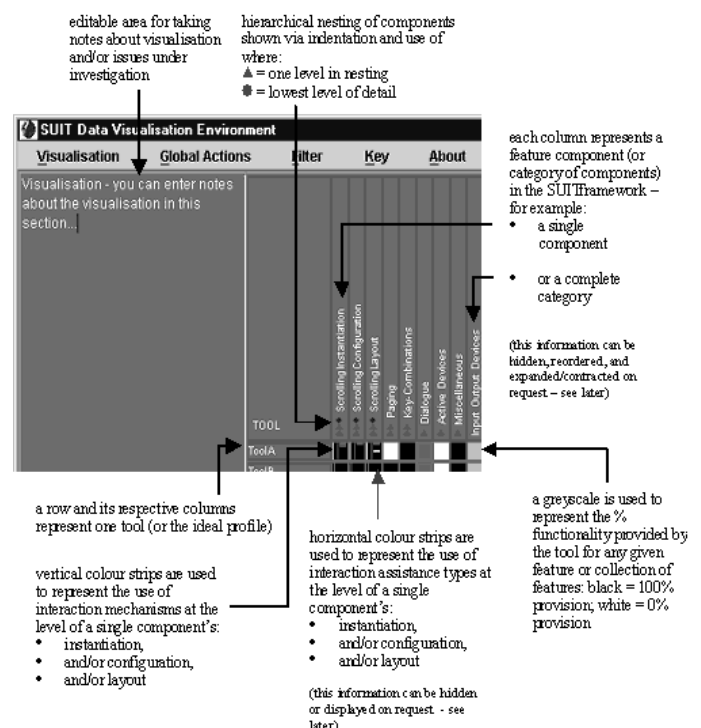 editable area for taking
notes about visualisation
and/or issues under
investigation
hierarchical nesting of components
shown via indentation and use of
where:
▲ = one level in nesting
● = lowest level of detail
SUIT Data Visualisation Environment
Visualisation Global Actions Filter Key About
Visualisation - you can enter notes
about the visualisation in this
section...
Scrolling Instantiation
Scrolling Configuration
Scrolling Layout
Paging
Key-Combinations
Dialogue
Active Devices
Miscellaneous
Input Output Devices
TOOL
ToolA
ToolB
each column represents a
feature component (or
category of components)
in the SUIT framework –
for example:
• a single
component
• or a complete
category
(this information can be
hidden, reordered, and
expanded/contracted on
request – see later)
a row and its respective columns
represent one tool (or the ideal profile)
vertical colour strips are used
to represent the use of
interaction mechanisms at the
level of a single component's:
• instantiation,
• and/or configuration,
• and/or layout
horizontal colour strips are
used to represent the use of
interaction assistance types at
the level of a single
component's:
• instantiation,
• and/or configuration,
• and/or layout
(this information can be hidden
or displayed on request - see
later)
a greyscale is used to
represent the %
functionality provided by
the tool for any given
feature or collection of
features: black = 100%
provision; white = 0%
provision